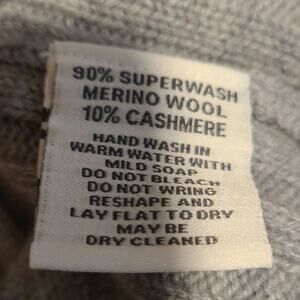 90% SUPERWASH
MERINO WOOL
10% CASHMERE
HAND WASH IN
WARM WATER WITH
MILD SOAP
DO NOT BLEACH
DO NOT WRING
RESHAPE AND
LAY FLAT TO DRY
MAY BE
DRY CLEANED